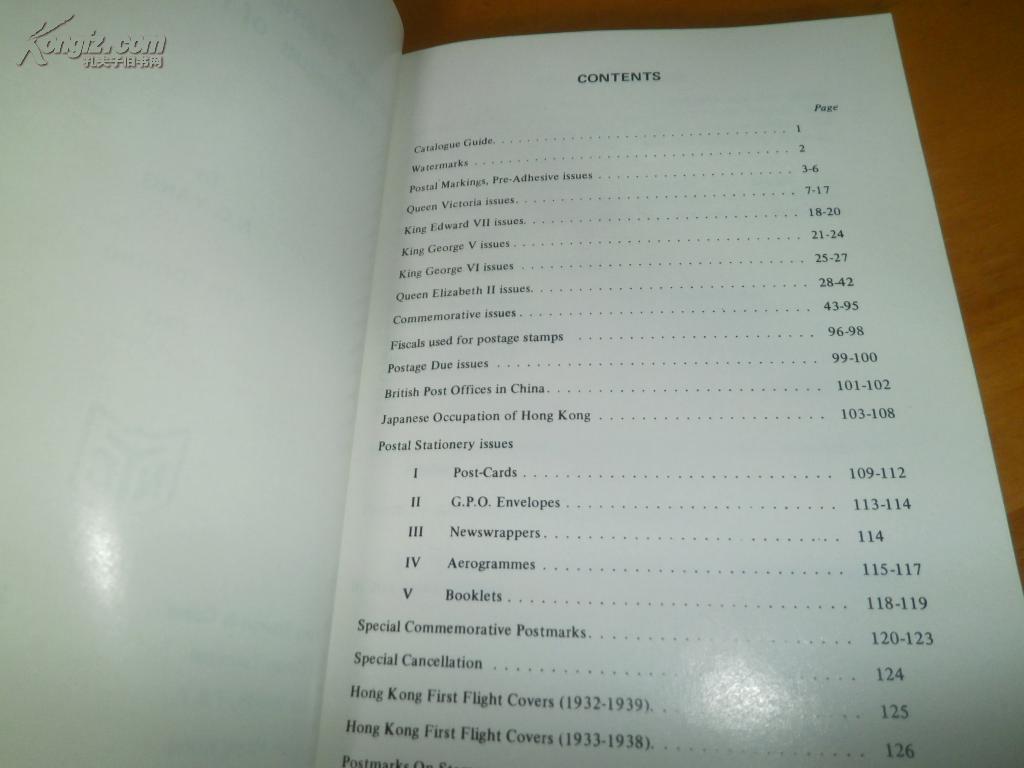 Kongfz.com
孔夫子旧书网
CONTENTS
Page
Catalogue Guide. . . . . . . . . . . . . . . . . . . . . . . . . . . . 1
Watermarks . . . . . . . . . . . . . . . . . . . . . . . . . . . . 2
Postal Markings, Pre-Adhesive issues . . . . . . . . . . . . . . . . . . 3-6
Queen Victoria issues. . . . . . . . . . . . . . . . . . . . . . . . . 7-17
King Edward VII issues. . . . . . . . . . . . . . . . . . . . . . . . 18-20
King George V issues . . . . . . . . . . . . . . . . . . . . . . . . 21-24
King George VI issues . . . . . . . . . . . . . . . . . . . . . . . . 25-27
Queen Elizabeth II issues. . . . . . . . . . . . . . . . . . . . . . . 28-42
Commemorative issues . . . . . . . . . . . . . . . . . . . . . . . . 43-95
Fiscals used for postage stamps . . . . . . . . . . . . . . . . . . . 96-98
Postage Due issues . . . . . . . . . . . . . . . . . . . . . . . . . 99-100
British Post Offices in China. . . . . . . . . . . . . . . . . . . . . 101-102
Japanese Occupation of Hong Kong . . . . . . . . . . . . . . . . . 103-108
Postal Stationery issues
I Post-Cards . . . . . . . . . . . . . . . . . . . . . . . 109-112
II G.P.O. Envelopes . . . . . . . . . . . . . . . . . . . . 113-114
III Newswrappers. . . . . . . . . . . . . . . . . . . . . . 114
IV Aerogrammes . . . . . . . . . . . . . . . . . . . . . . 115-117
V Booklets . . . . . . . . . . . . . . . . . . . . . . . . 118-119
Special Commemorative Postmarks. . . . . . . . . . . . . . . . . . 120-123
Special Cancellation . . . . . . . . . . . . . . . . . . . . . . . . 124
Hong Kong First Flight Covers (1932-1939). . . . . . . . . . . . . . 125
Hong Kong First Flight Covers (1933-1938). . . . . . . . . . . . . . 126
Postmarks On